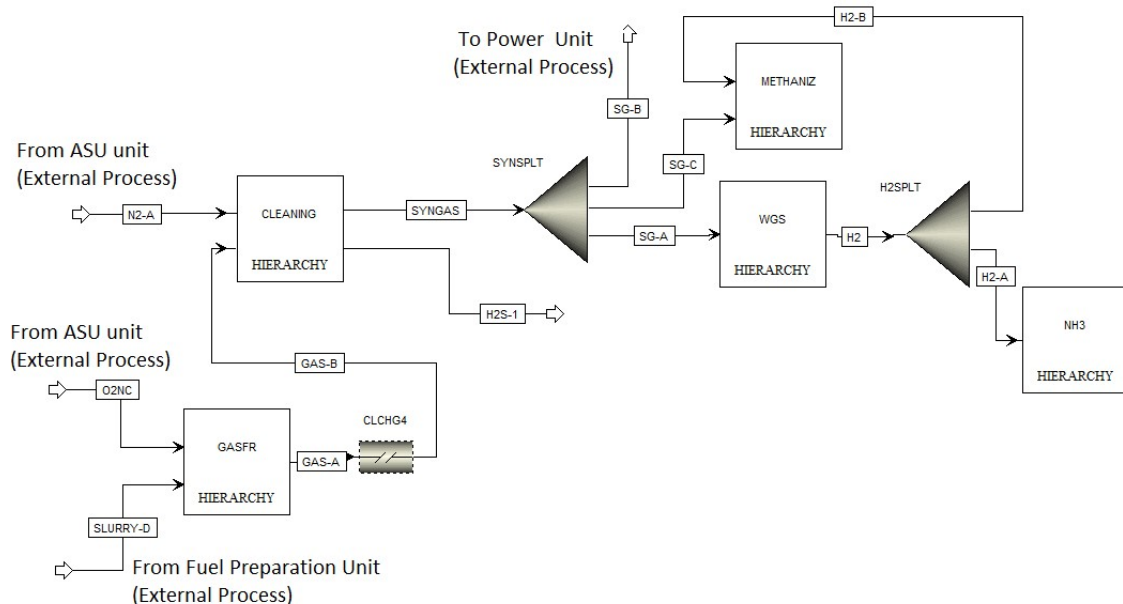 H2-B
To Power  Unit
(External Process)
METHANIZ
HIERARCHY
SG-B
From ASU unit
(External Process)
SYNSPLT
SG-C
H2SPLT
N2-A
CLEANING
HIERARCHY
SYNGAS
SG-A
WGS
HIERARCHY
H2
H2-A
H2S-1
NH3
HIERARCHY
From ASU unit
(External Process)
GAS-B
O2NC
CLCHG4
GASFR
HIERARCHY
GAS-A
SLURRY-D
From Fuel Preparation Unit
(External Process)